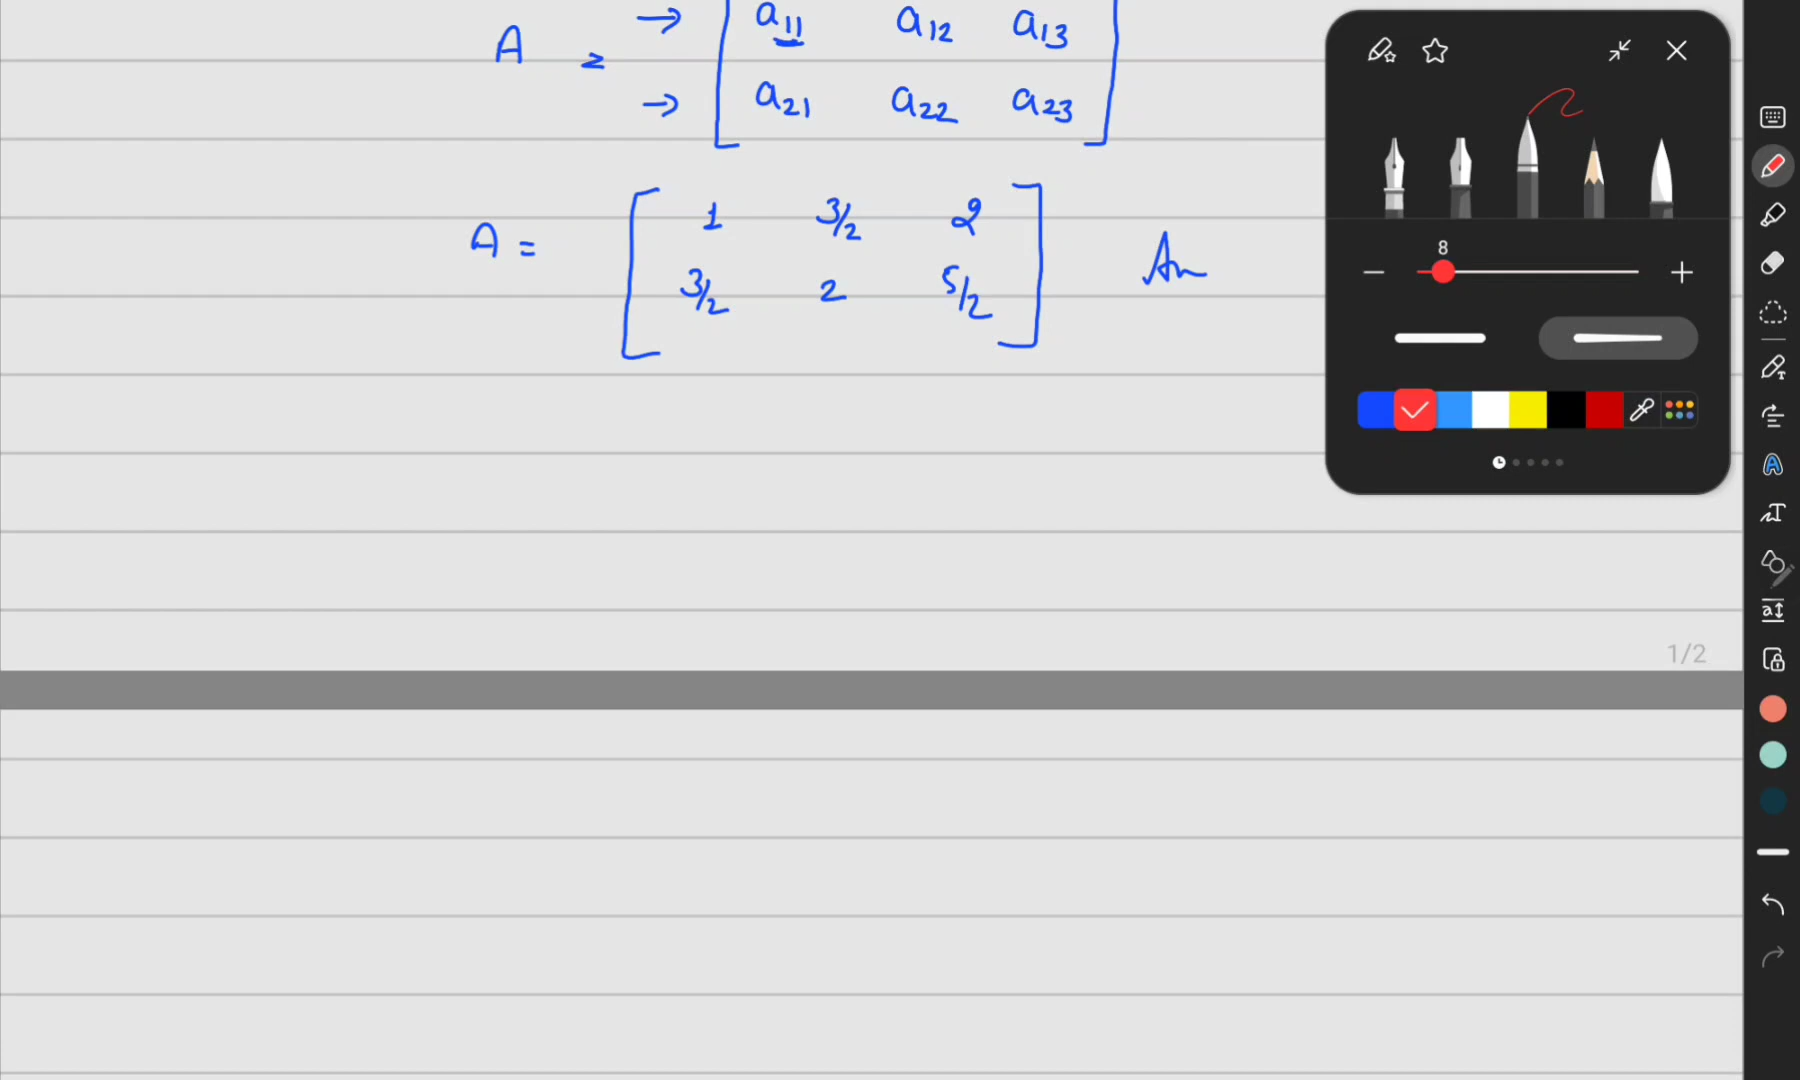 → [ a11 a12 a13 ]
A =
→ [ a21 a22 a23 ]
A = [ 1 3/2 2 ] Ans
[ 3/2 2 5/2 ]
8
1/2